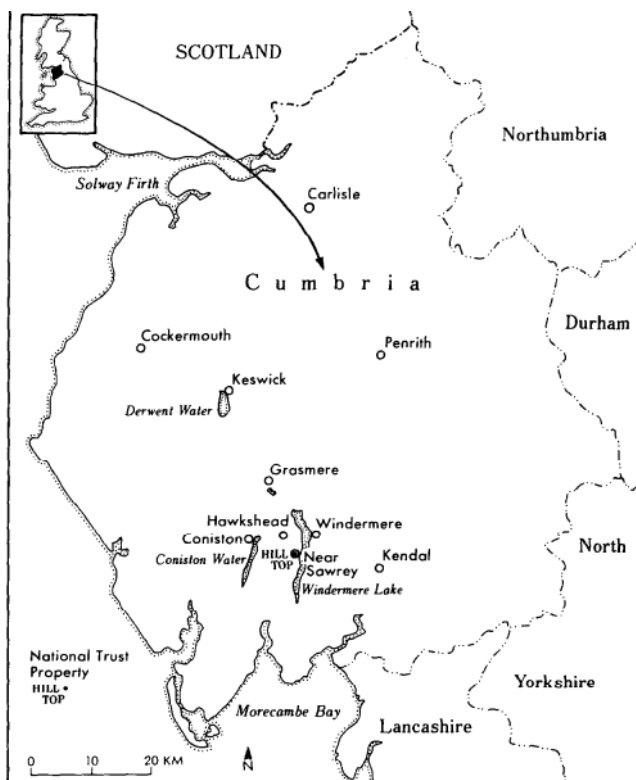 SCOTLAND
Northumbria
Solway Firth
Carlisle
Cumbria
Durham
Cockermouth
Penrith
Keswick
Derwent Water
Grasmere
Hawkshead
Windermere
North
Coniston
Coniston Water
HILL
TOP
Near
Sawrey
Kendal
Windermere Lake
National Trust
Property
HILL
TOP
Yorkshire
Morecambe Bay
Lancashire
0 10 20 KM
N